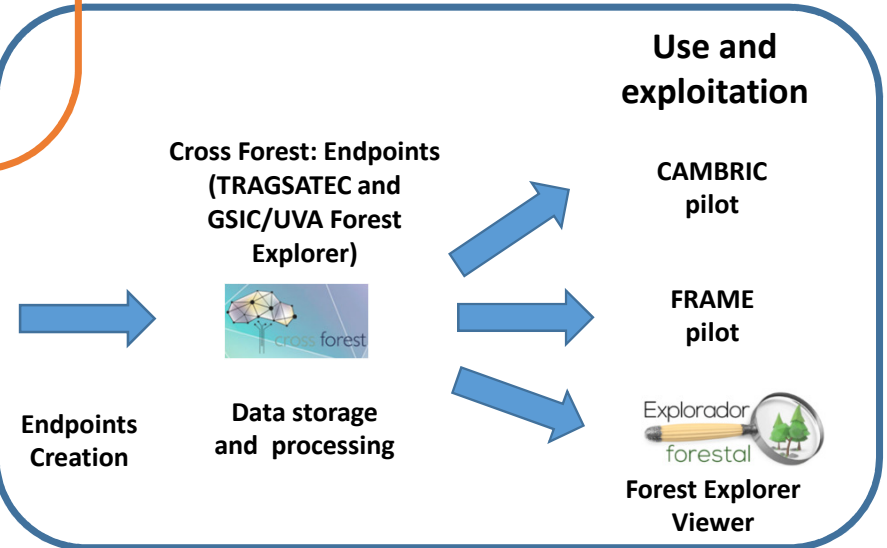 Use and
exploitation
Cross Forest: Endpoints
(TRAGSATEC and
GSIC/UVA Forest
Explorer)
cross forest
Data storage
and processing
Endpoints
Creation
CAMBRIC
pilot
FRAME
pilot
Explorador
forestal
Forest Explorer
Viewer